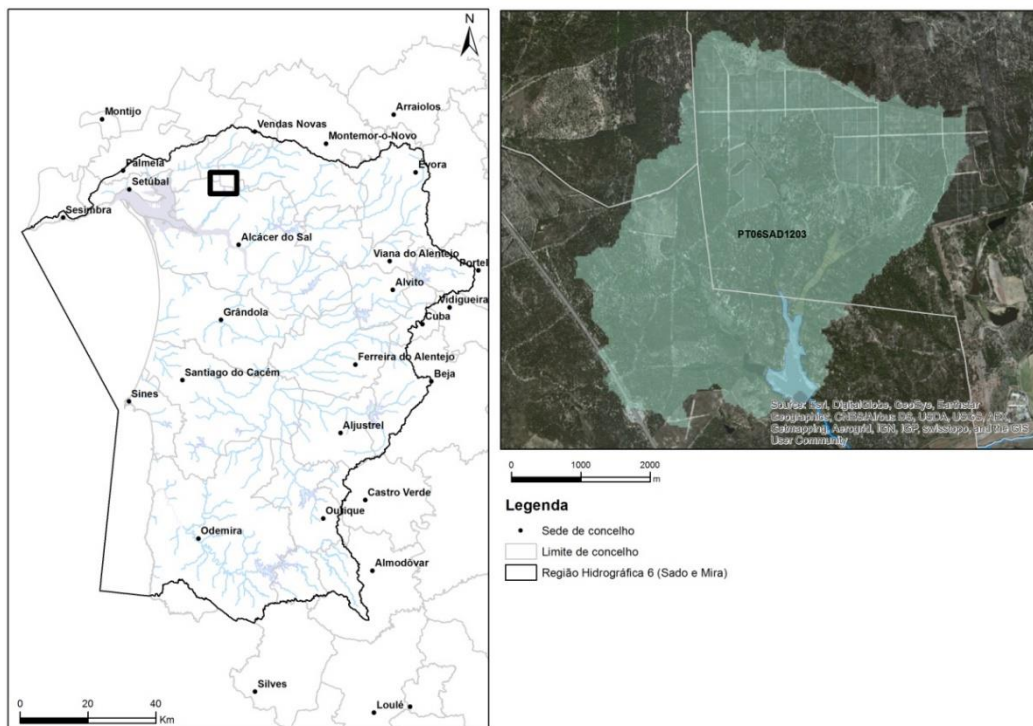 N
Montijo
Arraiolos
Vendas Novas
Montemor-o-Novo
Palmela
Évora
Setúbal
Sesimbra
Alcácer do Sal
Viana do Alentejo
Portel
Alvito
Vidigueira
Cuba
Grândola
Ferreira do Alentejo
Santiago do Cacém
Beja
Sines
Aljustrel
Castro Verde
Ourique
Odemira
Almodôvar
Silves
Loulé
0 20 40
Km
PT06SAD1203
Source: Esri, DigitalGlobe, GeoEye, Earthstar
Geographics, CNES/Airbus DS, USDA, USGS, AEX,
Getmapping, Aerogrid, IGN, IGP, swisstopo, and the GIS
User Community
0 1000 2000
m
Legenda
Sede de concelho
Limite de concelho
Região Hidrográfica 6 (Sado e Mira)